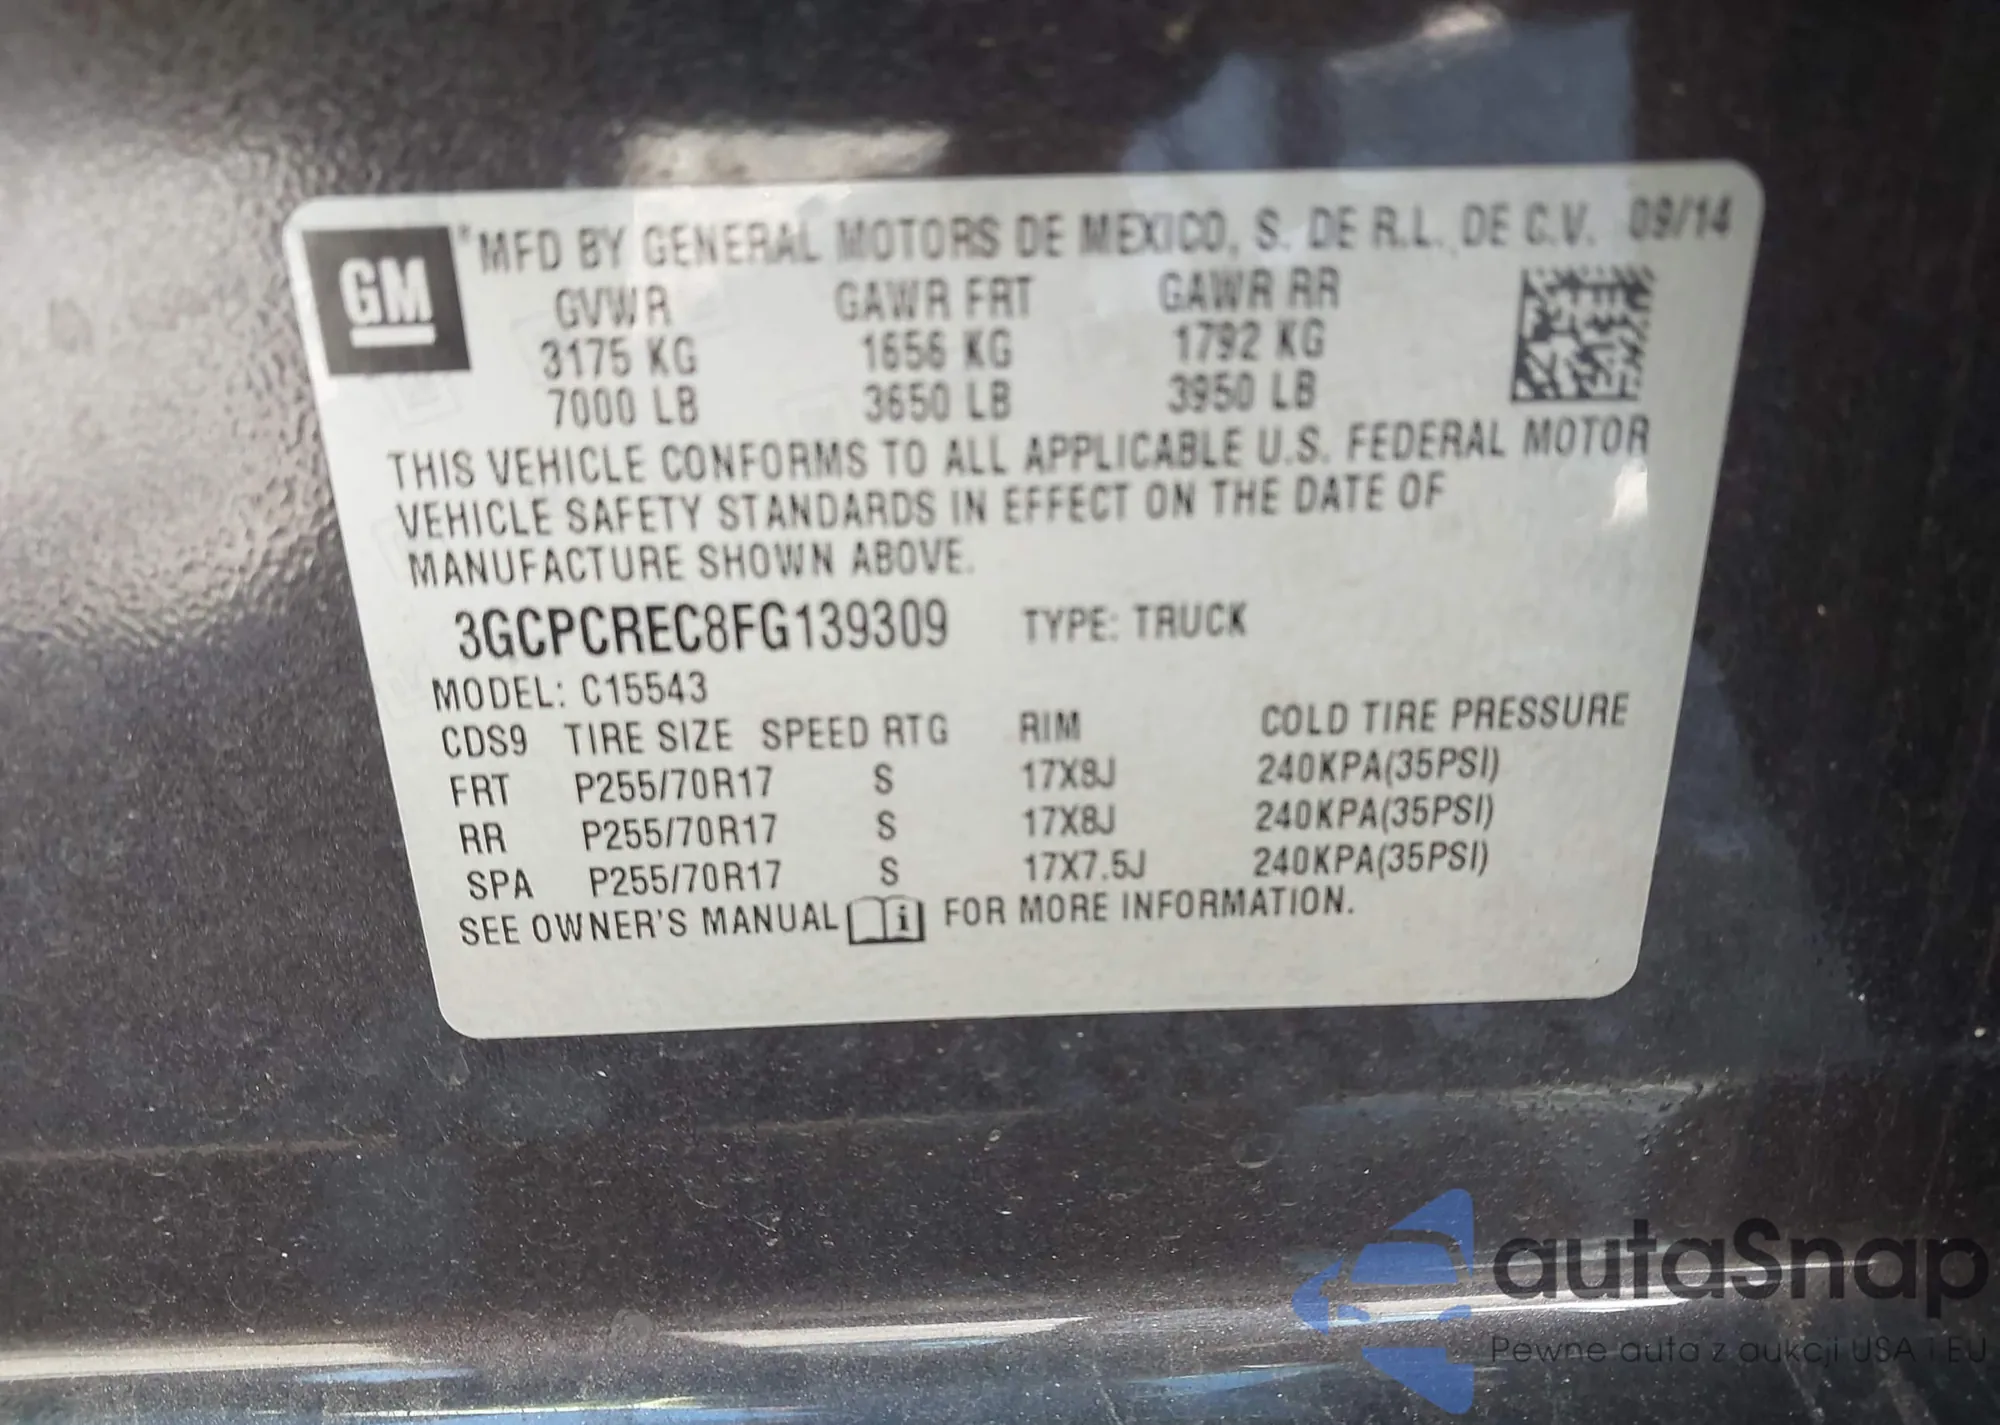 GM
MFD BY GENERAL MOTORS DE MEXICO, S. DE R.L. DE C.V. 09/14
GVWR GAWR FRT GAWR RR
3175 KG 1656 KG 1792 KG
7000 LB 3650 LB 3950 LB
THIS VEHICLE CONFORMS TO ALL APPLICABLE U.S. FEDERAL MOTOR
VEHICLE SAFETY STANDARDS IN EFFECT ON THE DATE OF
MANUFACTURE SHOWN ABOVE.
3GCPCREC8FG139309 TYPE: TRUCK
MODEL: C15543
CDS9 TIRE SIZE SPEED RTG RIM COLD TIRE PRESSURE
FRT P255/70R17 S 17X8J 240KPA(35PSI)
RR P255/70R17 S 17X8J 240KPA(35PSI)
SPA P255/70R17 S 17X7.5J 240KPA(35PSI)
SEE OWNER'S MANUAL i FOR MORE INFORMATION.
autaSnap
Pewne auta z aukcji USA i EU